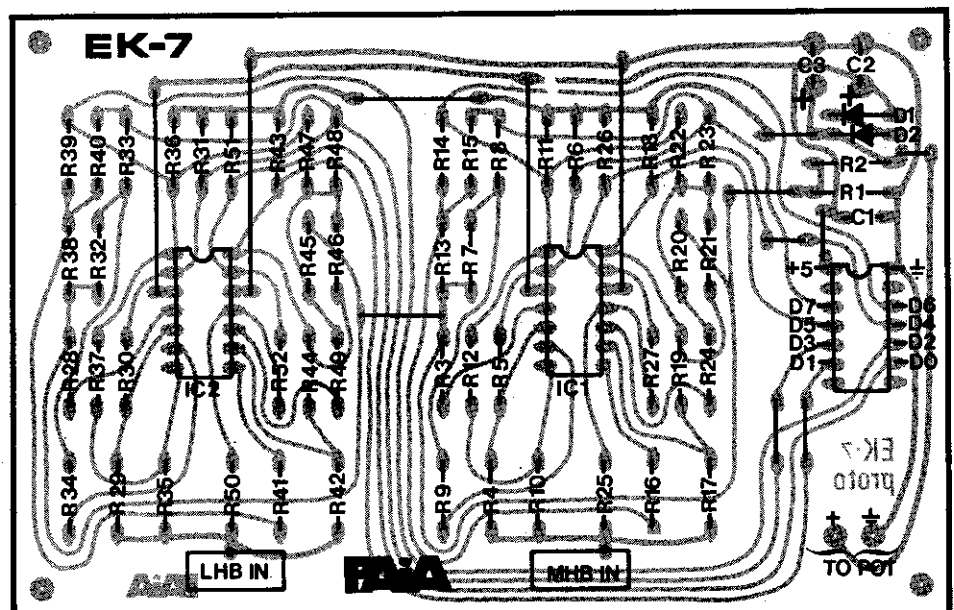 EK-7
C3 C2
+ +
D1
D2
R39 R40 R33 R36 R31 R51 R43 R47 R48
R14 R15 R8 R11 R6 R26 R18 R22 R23
R2
R1
C1
R38 R32 R45 R46
R13 R7 R20 R21
+5
D7 D6
D5 D4
D3 D2
D1 D0
R28 R37 R30 IC2 R52 R44 R49
R3 R12 R5 IC1 R27 R19 R24
EK-7
proto
R34 R29 R35 R50 R41 R42
R9 R4 R10 R25 R16 R17
+
LHB IN
PAiA
MHB IN
TO POT